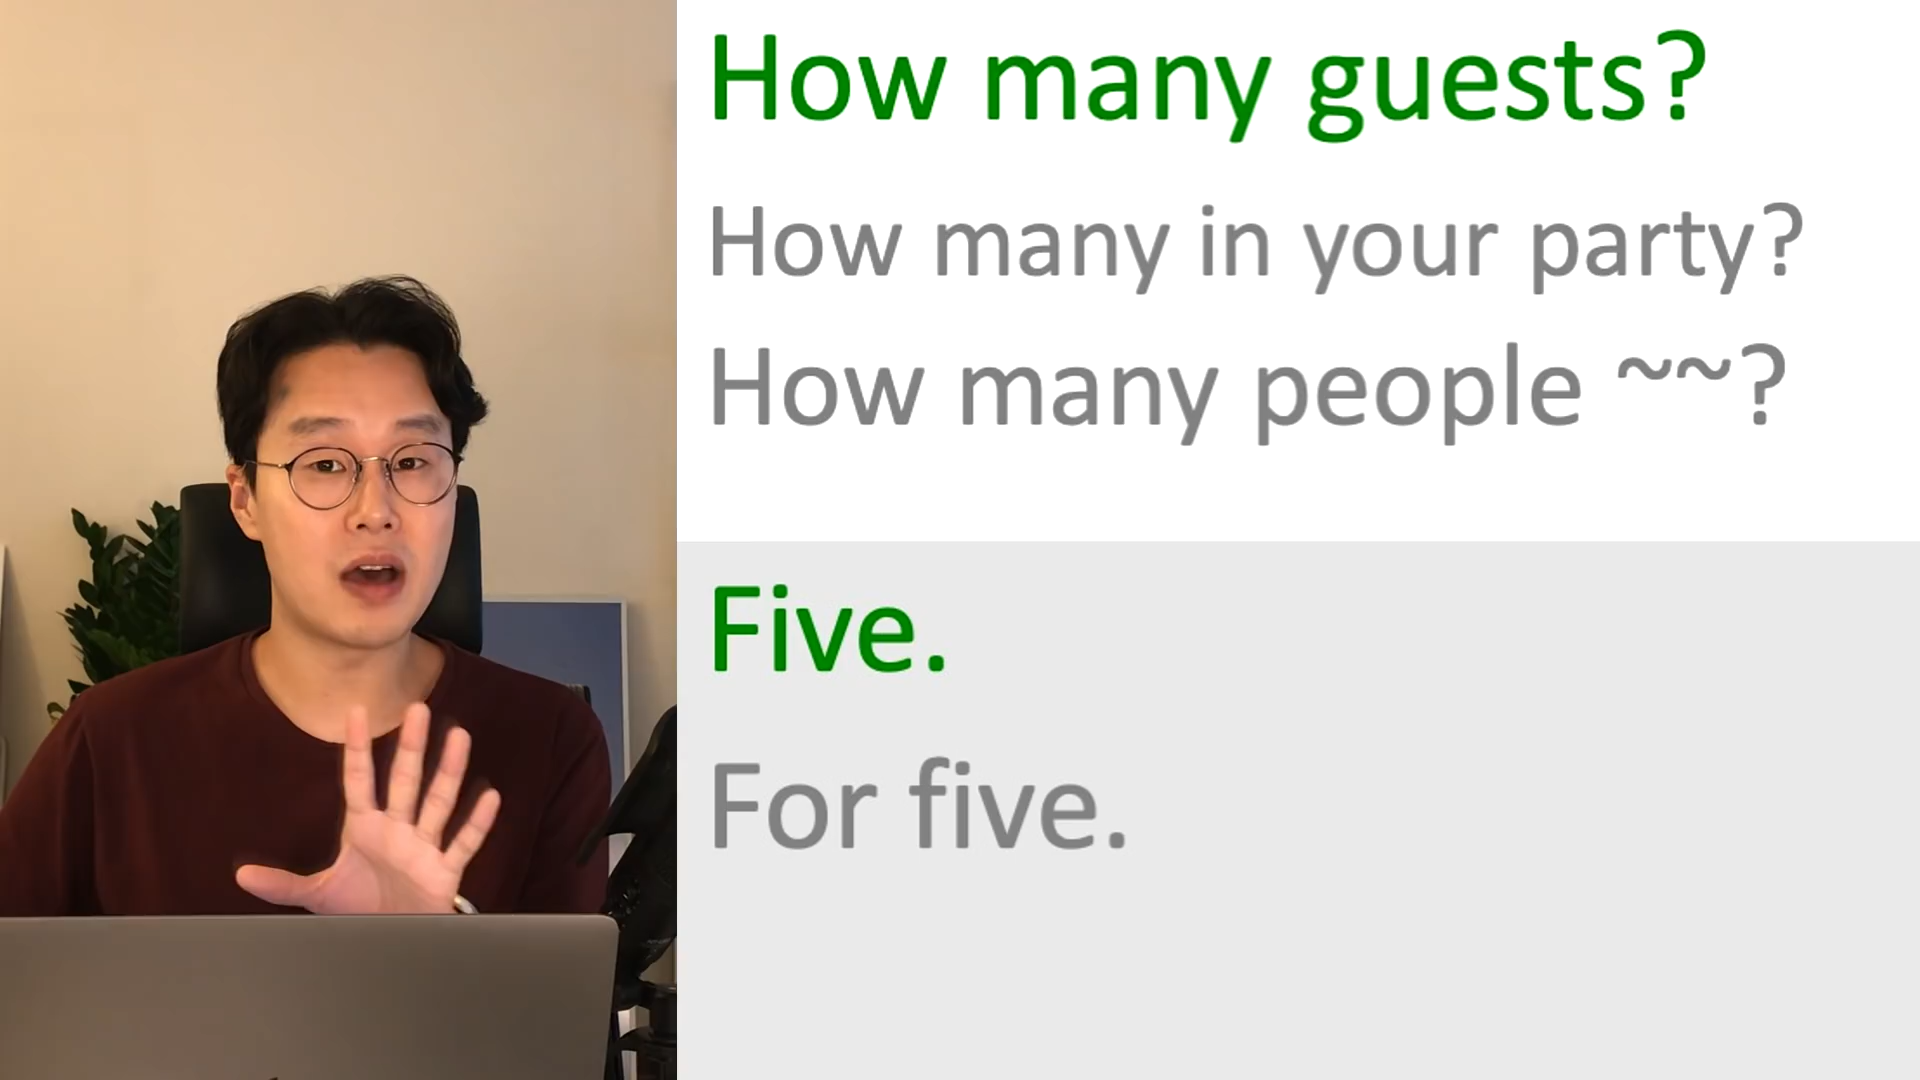 How many guests?
How many in your party?
How many people ~~?
Five.
For five.